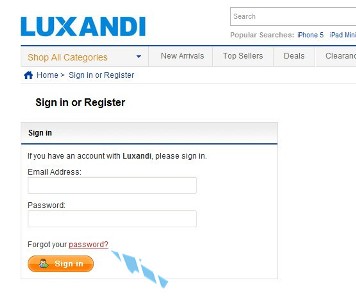 LUXANDI
Search
Popular Searches: iPhone 5 iPad Mini
Shop All Categories New Arrivals Top Sellers Deals Clearanc
Home > Sign in or Register
Sign in or Register
Sign in
If you have an account with Luxandi, please sign in.
Email Address:
Password:
Forgot your password?
Sign in